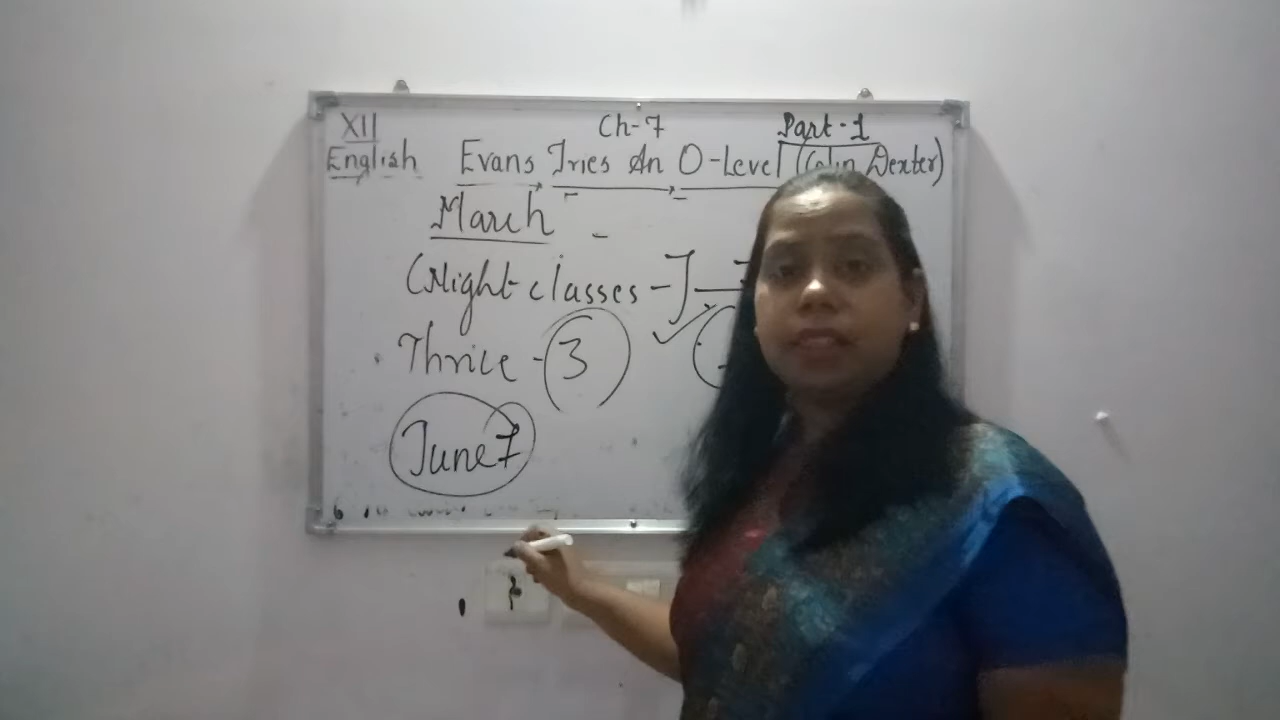 XII Ch-7 Part-1
English Evans Tries An O-Level (Colin Dexter)
March
(Night classes - J
Thrice - 3
June 7